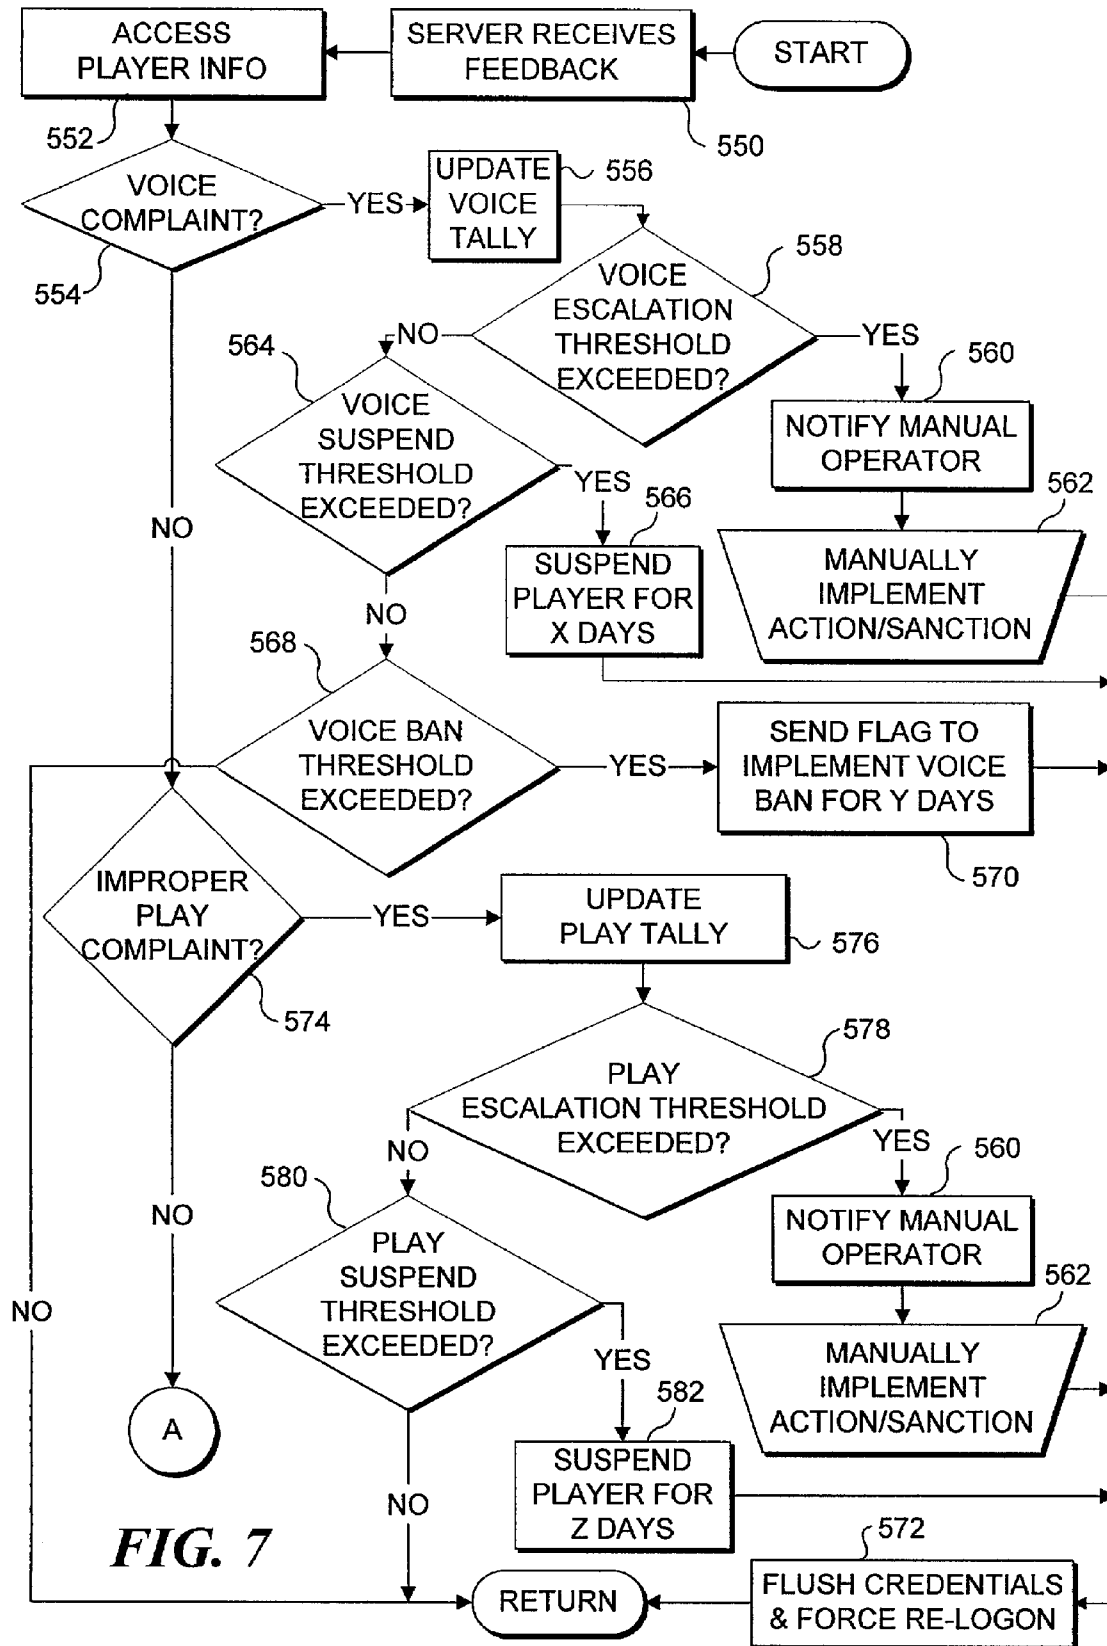 ACCESS
PLAYER INFO
SERVER RECEIVES
FEEDBACK
START
552
550
VOICE
COMPLAINT?
554
YES
UPDATE
VOICE
TALLY
556
VOICE
ESCALATION
THRESHOLD
EXCEEDED?
558
NO
YES
564
VOICE
SUSPEND
THRESHOLD
EXCEEDED?
560
NOTIFY MANUAL
OPERATOR
YES
566
562
NO
SUSPEND
PLAYER FOR
X DAYS
MANUALLY
IMPLEMENT
ACTION/SANCTION
NO
568
VOICE BAN
THRESHOLD
EXCEEDED?
YES
SEND FLAG TO
IMPLEMENT VOICE
BAN FOR Y DAYS
570
IMPROPER
PLAY
COMPLAINT?
574
YES
UPDATE
PLAY TALLY
576
PLAY
ESCALATION THRESHOLD
EXCEEDED?
578
NO
YES
580
560
PLAY
SUSPEND
THRESHOLD
EXCEEDED?
NOTIFY MANUAL
OPERATOR
NO
NO
562
YES
MANUALLY
IMPLEMENT
ACTION/SANCTION
582
A
SUSPEND
PLAYER FOR
Z DAYS
NO
FIG. 7
572
RETURN
FLUSH CREDENTIALS
& FORCE RE-LOGON